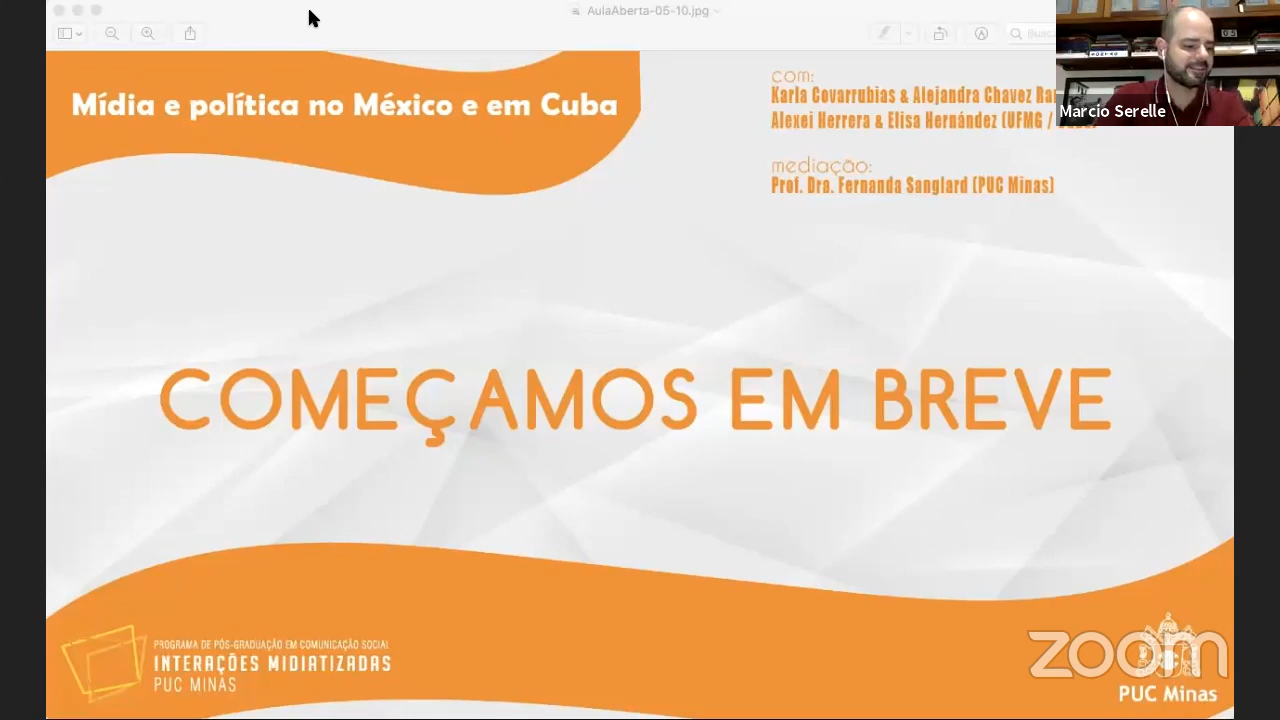 AulaAberta-05-10.jpg
Mídia e política no México e em Cuba
com:
Karla Covarrubias & Alejandra Chavez
Alexei Herrera & Elisa Hernández (UFMG /
mediação:
Prof. Dra. Fernanda Sanglard (PUC Minas)
Marcio Serelle
COMEÇAMOS EM BREVE
PROGRAMA DE PÓS-GRADUAÇÃO EM COMUNICAÇÃO SOCIAL
INTERAÇÕES MIDIATIZADAS
PUC MINAS
zoom
PUC Minas